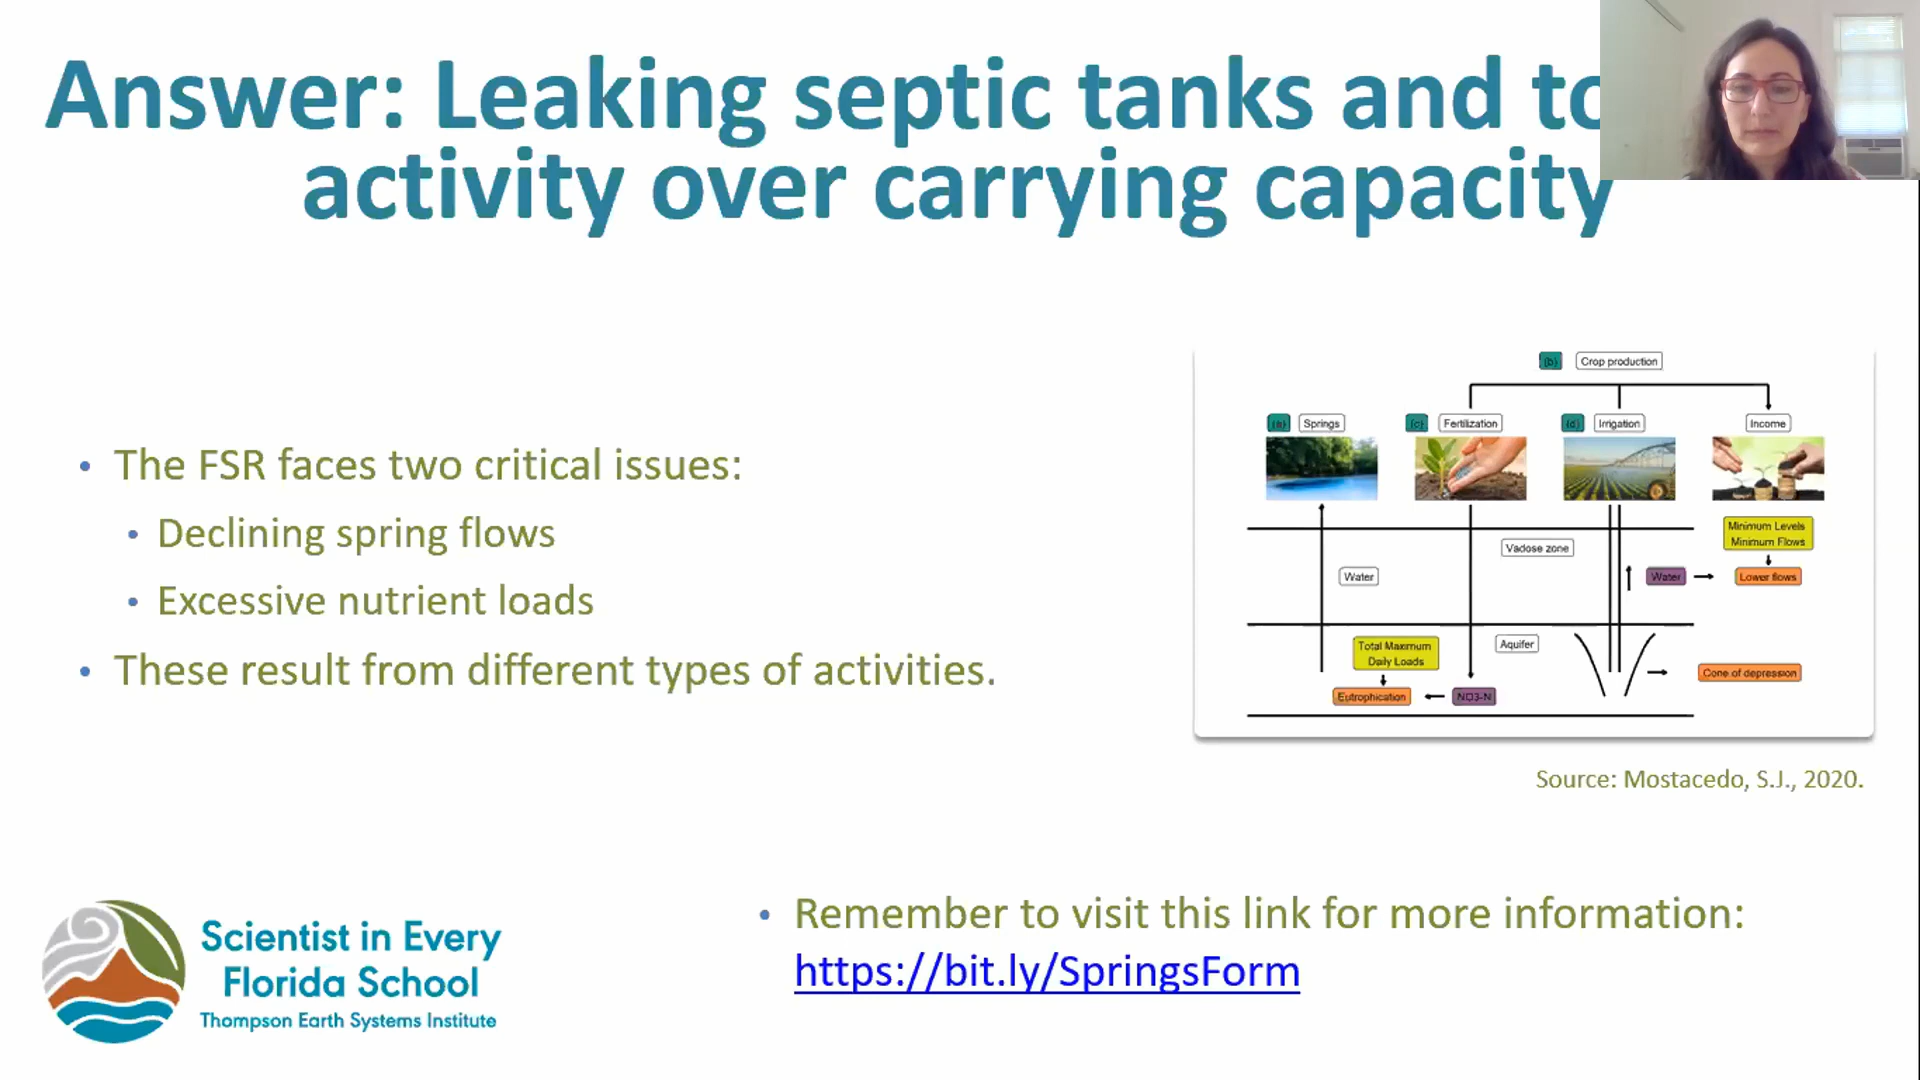 Answer: Leaking septic tanks and
activity over carrying capacity
The FSR faces two critical issues:
Declining spring flows
Excessive nutrient loads
These result from different types of activities.
(b) Crop production
(a) Springs (c) Fertilization (d) Irrigation Income
Minimum Levels
Minimum Flows
Vadose zone
Water Water Lower flows
Total Maximum
Daily Loads
Aquifer
Cone of depression
Eutrophication NO3-N
Source: Mostacedo, S.J., 2020.
Remember to visit this link for more information:
https://bit.ly/SpringsForm
Scientist in Every
Florida School
Thompson Earth Systems Institute